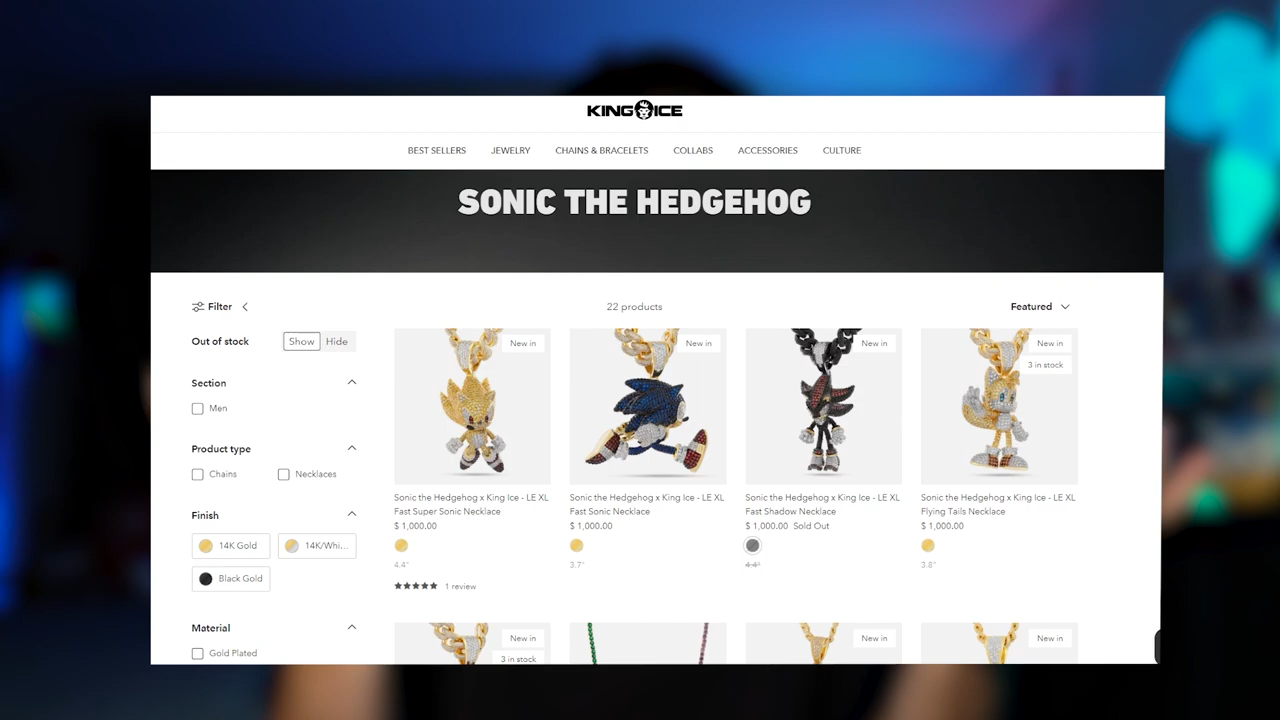 KING ICE
BEST SELLERS
JEWELRY
CHAINS & BRACELETS
COLLABS
ACCESSORIES
CULTURE
SONIC THE HEDGEHOG
Filter
22 products
Featured
Out of stock
Show
Hide
Section
Men
Product type
Chains
Necklaces
Finish
14K Gold
14K/Whi...
Black Gold
Material
Gold Plated
New in
Sonic the Hedgehog x King Ice - LE XL
Fast Super Sonic Necklace
$ 1,000.00
4.4"
1 review
New in
Sonic the Hedgehog x King Ice - LE XL
Fast Sonic Necklace
$ 1,000.00
3.7"
New in
Sonic the Hedgehog x King Ice - LE XL
Fast Shadow Necklace
$ 1,000.00 Sold Out
4.4"
New in
3 in stock
Sonic the Hedgehog x King Ice - LE XL
Flying Tails Necklace
$ 1,000.00
3.8"
New in
3 in stock
New in
New in